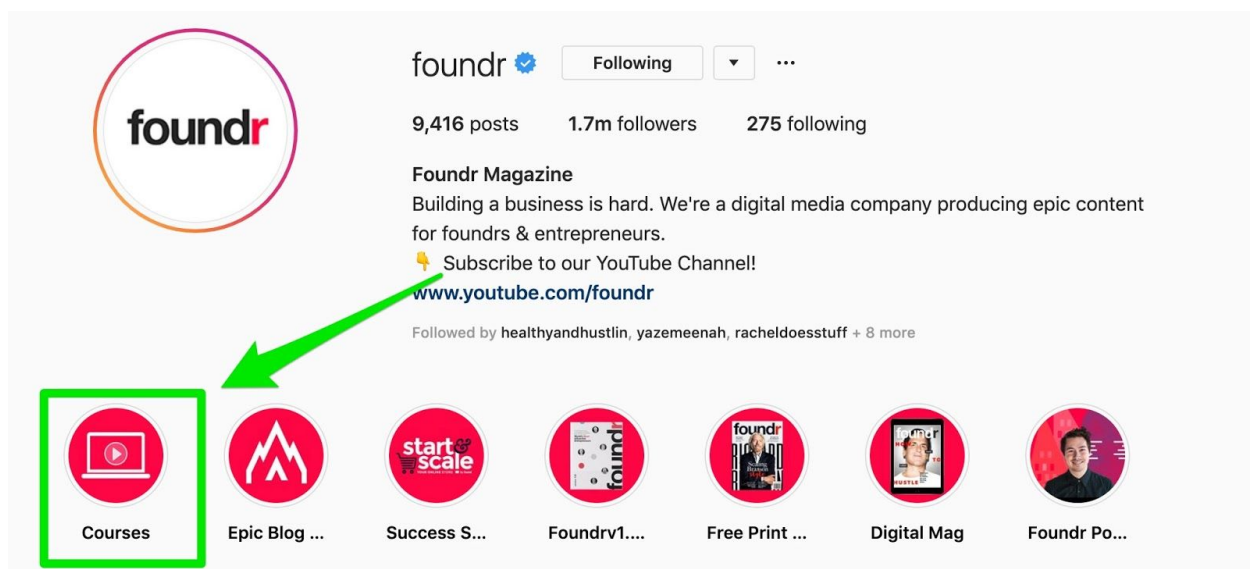 foundr
foundr Following ...
9,416 posts 1.7m followers 275 following
Foundr Magazine
Building a business is hard. We're a digital media company producing epic content
for foundrs & entrepreneurs.
👇 Subscribe to our YouTube Channel!
www.youtube.com/foundr
Followed by healthyandhustlin, yazemeenah, racheldoesstuff + 8 more
start&
scale
foundr
foundr
foundr
HUSTLE
Courses Epic Blog ... Success S... Foundrv1.... Free Print ... Digital Mag Foundr Po...